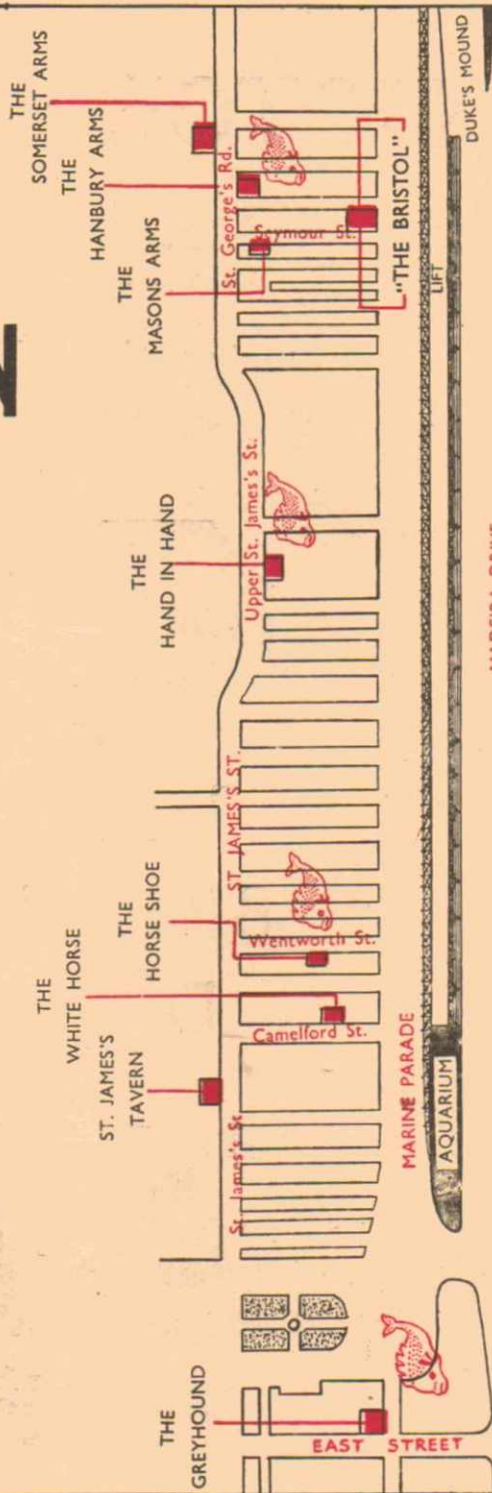 THE
GREYHOUND
EAST STREET
ST. JAMES'S
TAVERN
THE
WHITE HORSE
THE
HORSE SHOE
St. James's St
Camelford St.
Wentworth St.
ST. JAMES'S ST.
MARINE PARADE
AQUARIUM
THE
HAND IN HAND
Upper St. James's St.
THE
MASONS ARMS
THE
HANBURY ARMS
THE
SOMERSET ARMS
St. George's Rd.
Seymour St.
"THE BRISTOL"
LIFT
DUKE'S MOUND